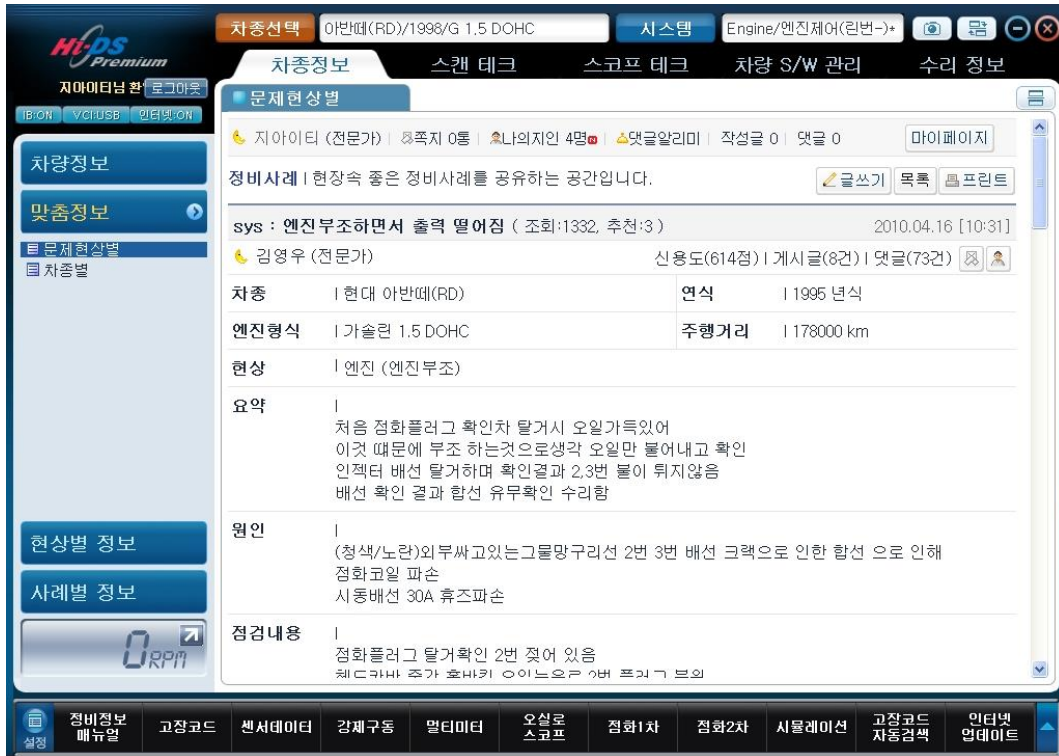 Hi-DS Premium
차종선택 아반떼(RD)/1998/G 1.5 DOHC 시스템 Engine/엔진제어(린번-)*
차종정보 스캔 테크 스코프 테크 차량 S/W 관리 수리 정보
지아이티님 환 로그아웃
IB:ON VCI:USB 인터넷:ON
문제현상별
차량정보
맞춤정보
문제현상별
차종별
현상별 정보
사례별 정보
0 RPM
지아이티 (전문가) 쪽지 0통 나의지인 4명 댓글알리미 작성글 0 댓글 0 마이페이지
정비사례 | 현장속 좋은 정비사례를 공유하는 공간입니다. 글쓰기 목록 프린트
sys : 엔진부조하면서 출력 떨어짐 ( 조회:1332, 추천:3 ) 2010.04.16 [10:31]
김영우 (전문가) 신용도(614점) | 게시글(8건) | 댓글(73건)
차종 | 현대 아반떼(RD) 연식 | 1995 년식
엔진형식 | 가솔린 1.5 DOHC 주행거리 | 178000 km
현상 | 엔진 (엔진부조)
요약 |
처음 점화플러그 확인차 탈거시 오일가득있어
이것 떄문에 부조 하는것으로생각 오일만 불어내고 확인
인젝터 배선 탈거하며 확인결과 2,3번 불이 튀지않음
배선 확인 결과 합선 유무확인 수리함
원인 |
(청색/노란)외부싸고있는그물망구리선 2번 3번 배선 크랙으로 인한 합선 으로 인해
점화코일 파손
시동배선 30A 휴즈파손
점검내용 |
점화플러그 탈거확인 2번 젖어 있음
설정 정비정보 매뉴얼 고장코드 센서데이터 강제구동 멀티미터 오실로 스코프 점화1차 점화2차 시뮬레이션 고장코드 자동검색 인터넷 업데이트